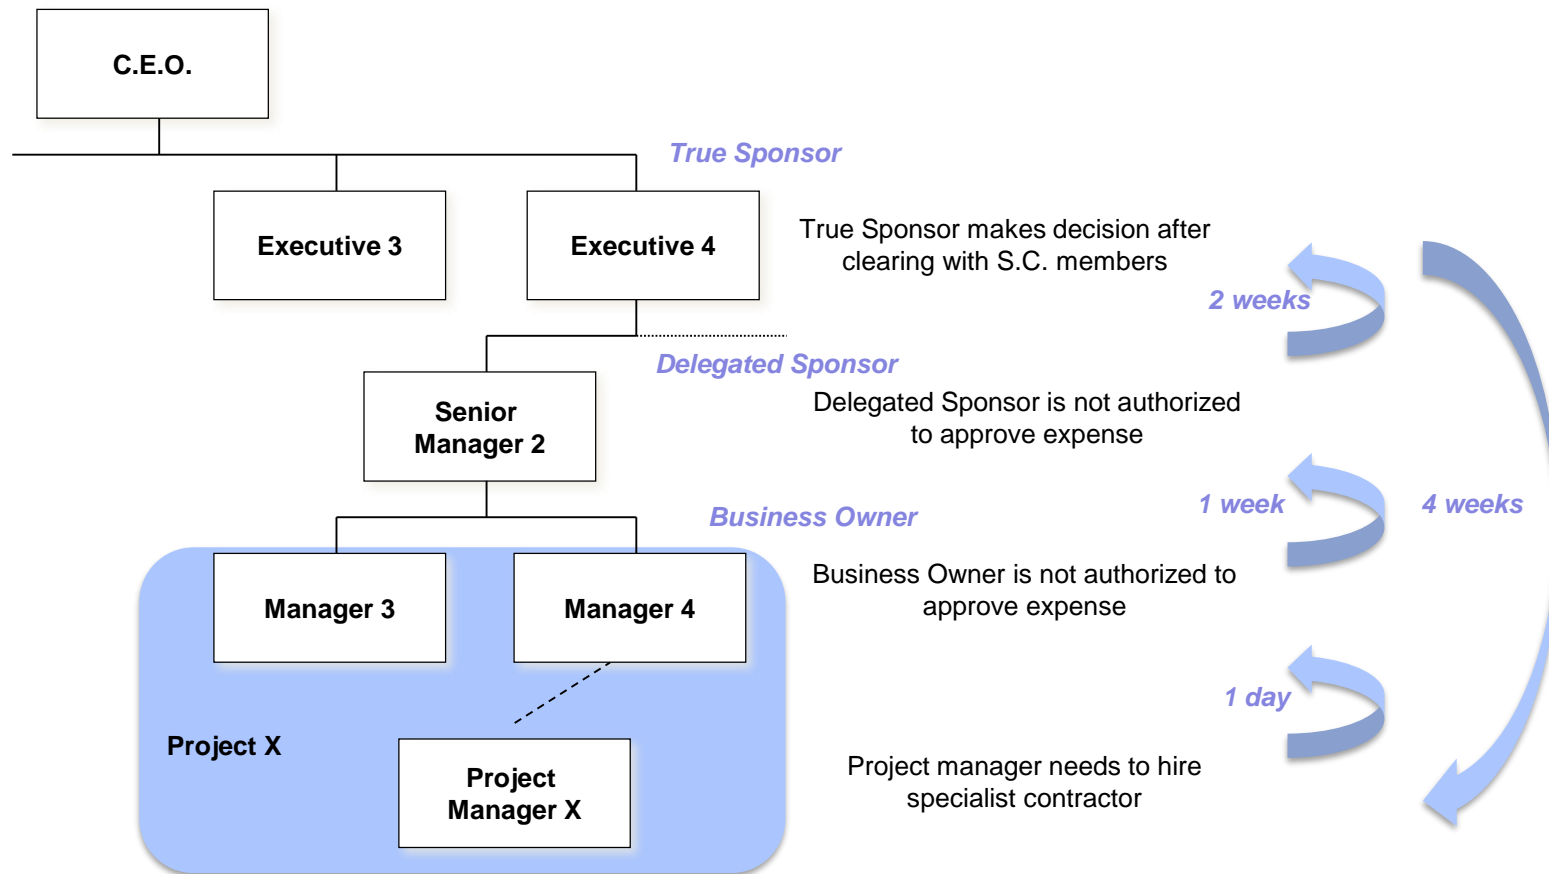 C.E.O.
True Sponsor
Executive 3
Executive 4
True Sponsor makes decision after
clearing with S.C. members
2 weeks
Delegated Sponsor
Senior
Manager 2
Delegated Sponsor is not authorized
to approve expense
1 week
4 weeks
Business Owner
Manager 3
Manager 4
Business Owner is not authorized to
approve expense
1 day
Project X
Project
Manager X
Project manager needs to hire
specialist contractor